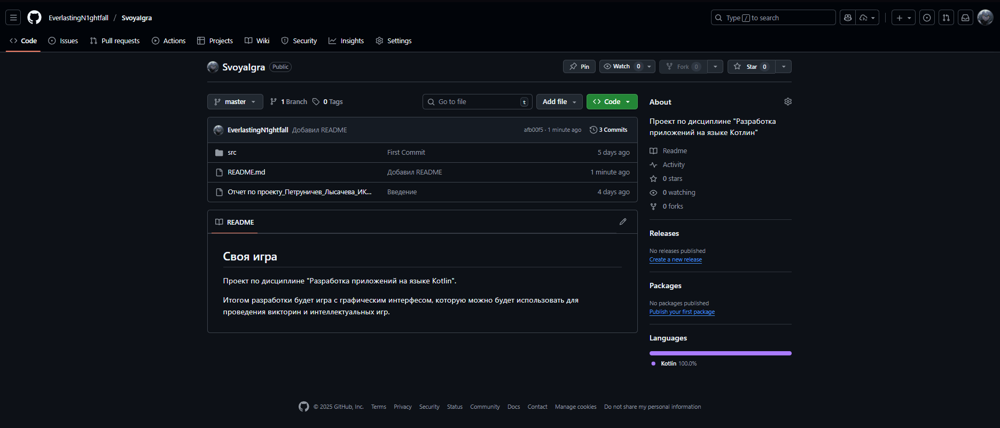 EverlastingN1ghtfall / SvoyaIgra
Type / to search
Code Issues Pull requests Actions Projects Wiki Security Insights Settings
SvoyaIgra Public
Pin Watch 0 Fork 0 Star 0
master 1 Branch 0 Tags
Go to file t Add file Code
EverlastingN1ghtfall Добавил README afb00f5 · 1 minute ago 3 Commits
src First Commit 5 days ago
README.md Добавил README 1 minute ago
Отчет по проекту_Петруничев_Лысачева_ИК... Введение 4 days ago
README
Своя игра
Проект по дисциплине "Разработка приложений на языке Kotlin".
Итогом разработки будет игра с графическим интерфесом, которую можно будет использовать для
проведения викторин и интеллектуальных игр.
About
Проект по дисциплине "Разработка
приложений на языке Котлин"
Readme
Activity
0 stars
0 watching
0 forks
Releases
No releases published
Create a new release
Packages
No packages published
Publish your first package
Languages
Kotlin 100.0%
© 2025 GitHub, Inc. Terms Privacy Security Status Community Docs Contact Manage cookies Do not share my personal information